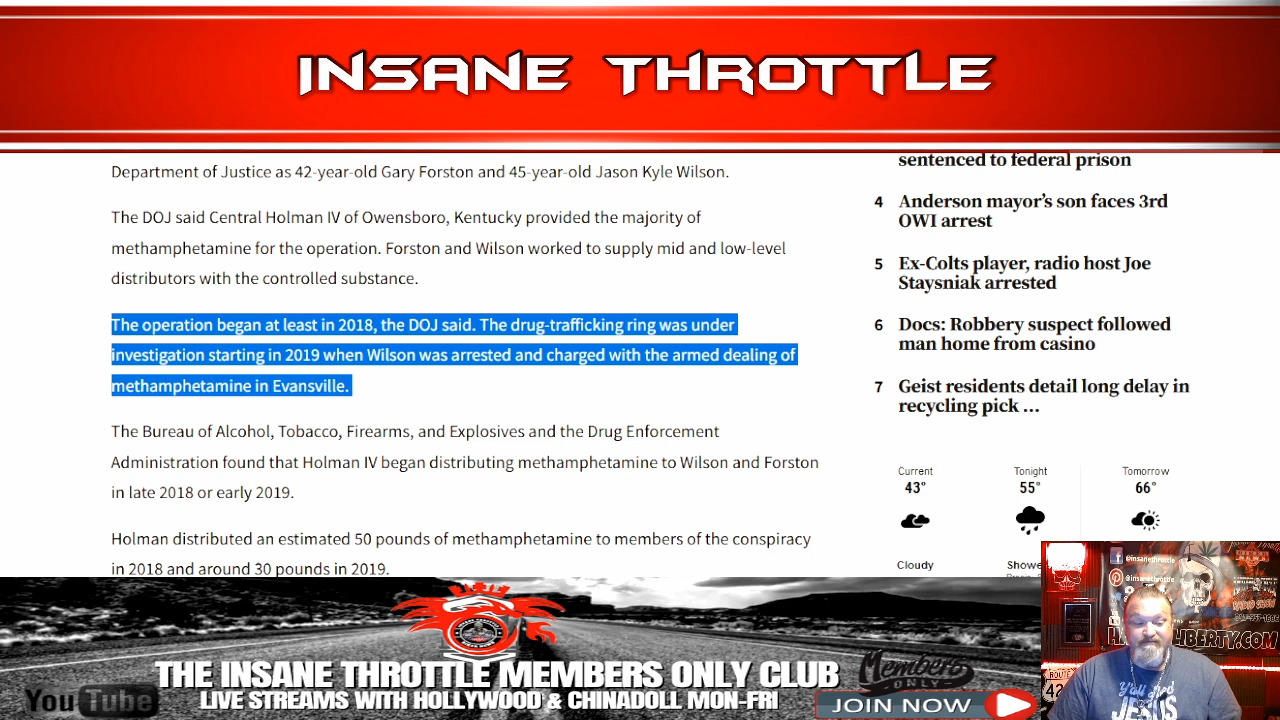 INSANE THROTTLE
Department of Justice as 42-year-old Gary Forston and 45-year-old Jason Kyle Wilson.
The DOJ said Central Holman IV of Owensboro, Kentucky provided the majority of
methamphetamine for the operation. Forston and Wilson worked to supply mid and low-level
distributors with the controlled substance.
The operation began at least in 2018, the DOJ said. The drug-trafficking ring was under
investigation starting in 2019 when Wilson was arrested and charged with the armed dealing of
methamphetamine in Evansville.
The Bureau of Alcohol, Tobacco, Firearms, and Explosives and the Drug Enforcement
Administration found that Holman IV began distributing methamphetamine to Wilson and Forston
in late 2018 or early 2019.
Holman distributed an estimated 50 pounds of methamphetamine to members of the conspiracy
in 2018 and around 30 pounds in 2019.
sentenced to federal prison
4 Anderson mayor's son faces 3rd
OWI arrest
5 Ex-Colts player, radio host Joe
Staysniak arrested
6 Docs: Robbery suspect followed
man home from casino
7 Geist residents detail long delay in
recycling pick ...
Current Tonight Tomorrow
43° 55° 66°
Cloudy
THE INSANE THROTTLE MEMBERS ONLY CLUB
LIVE STREAMS WITH HOLLYWOOD & CHINADOLL MON-FRI
YouTube
Members
ONLY
JOIN NOW
@insanethrottle
@insanethrottle
LIBERTY.COM
ROUTE
JESUS